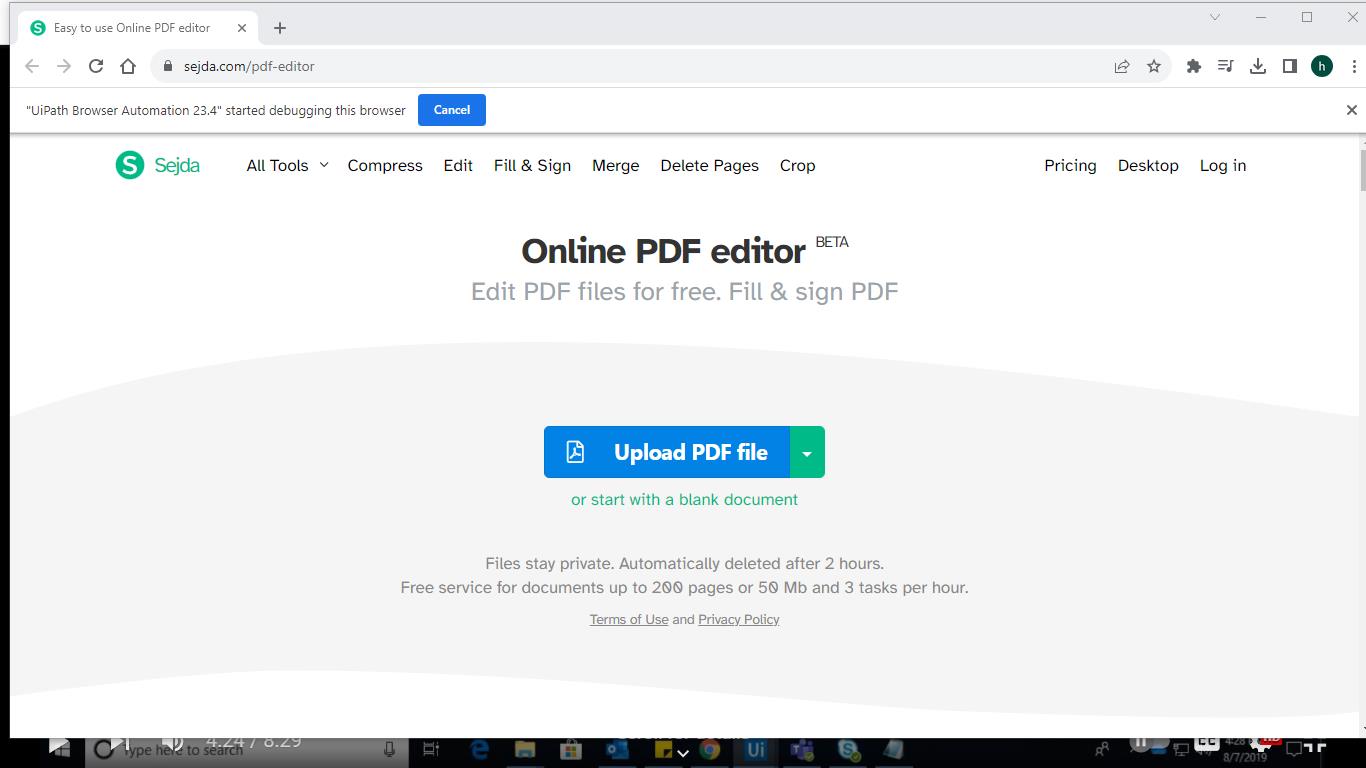 Easy to use Online PDF editor
sejda.com/pdf-editor
h
"UiPath Browser Automation 23.4" started debugging this browser Cancel
S Sejda All Tools Compress Edit Fill & Sign Merge Delete Pages Crop Pricing Desktop Log in
Online PDF editor BETA
Edit PDF files for free. Fill & sign PDF
Upload PDF file
or start with a blank document
Files stay private. Automatically deleted after 2 hours.
Free service for documents up to 200 pages or 50 Mb and 3 tasks per hour.
Terms of Use and Privacy Policy
4:24 / 8:29
Type here to search
Ui
CC
HD
4:28
8/7/2019